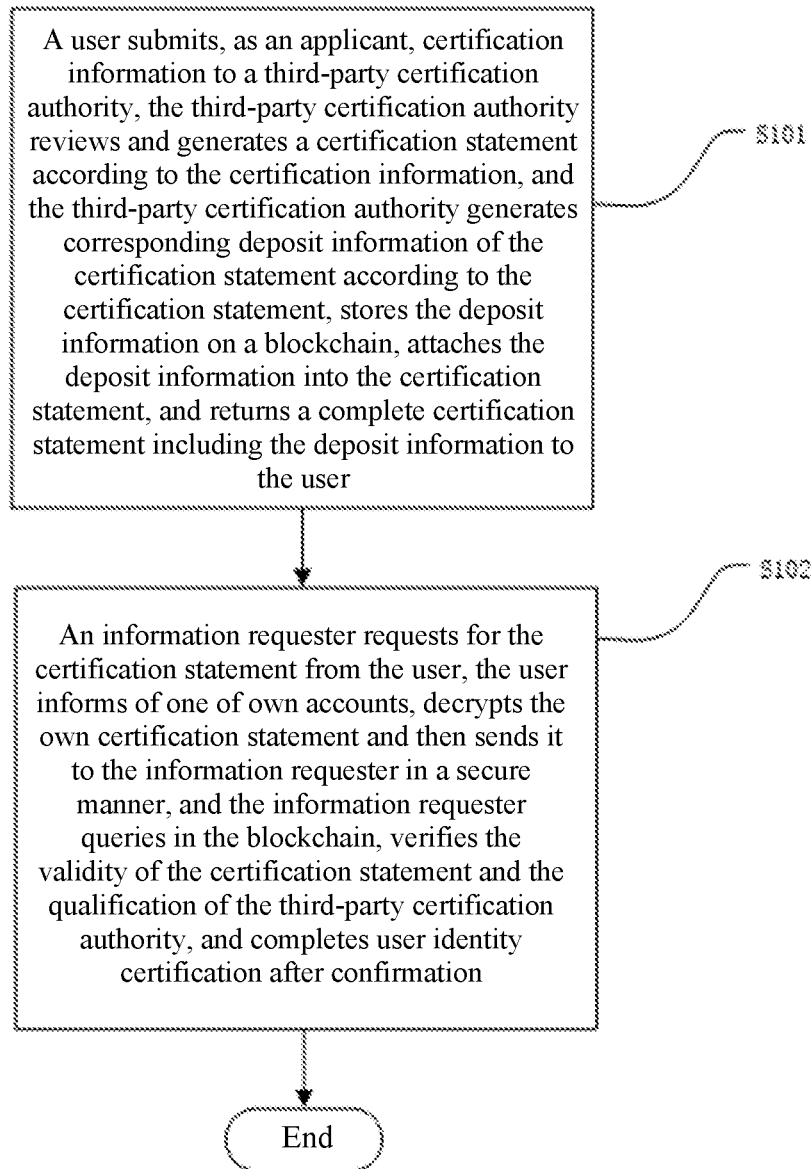 A user submits, as an applicant, certification
information to a third-party certification
authority, the third-party certification authority
reviews and generates a certification statement
according to the certification information, and
the third-party certification authority generates
corresponding deposit information of the
certification statement according to the
certification statement, stores the deposit
information on a blockchain, attaches the
deposit information into the certification
statement, and returns a complete certification
statement including the deposit information to
the user
S101
An information requester requests for the
certification statement from the user, the user
informs of one of own accounts, decrypts the
own certification statement and then sends it
to the information requester in a secure
manner, and the information requester
queries in the blockchain, verifies the
validity of the certification statement and the
qualification of the third-party certification
authority, and completes user identity
certification after confirmation
S102
End